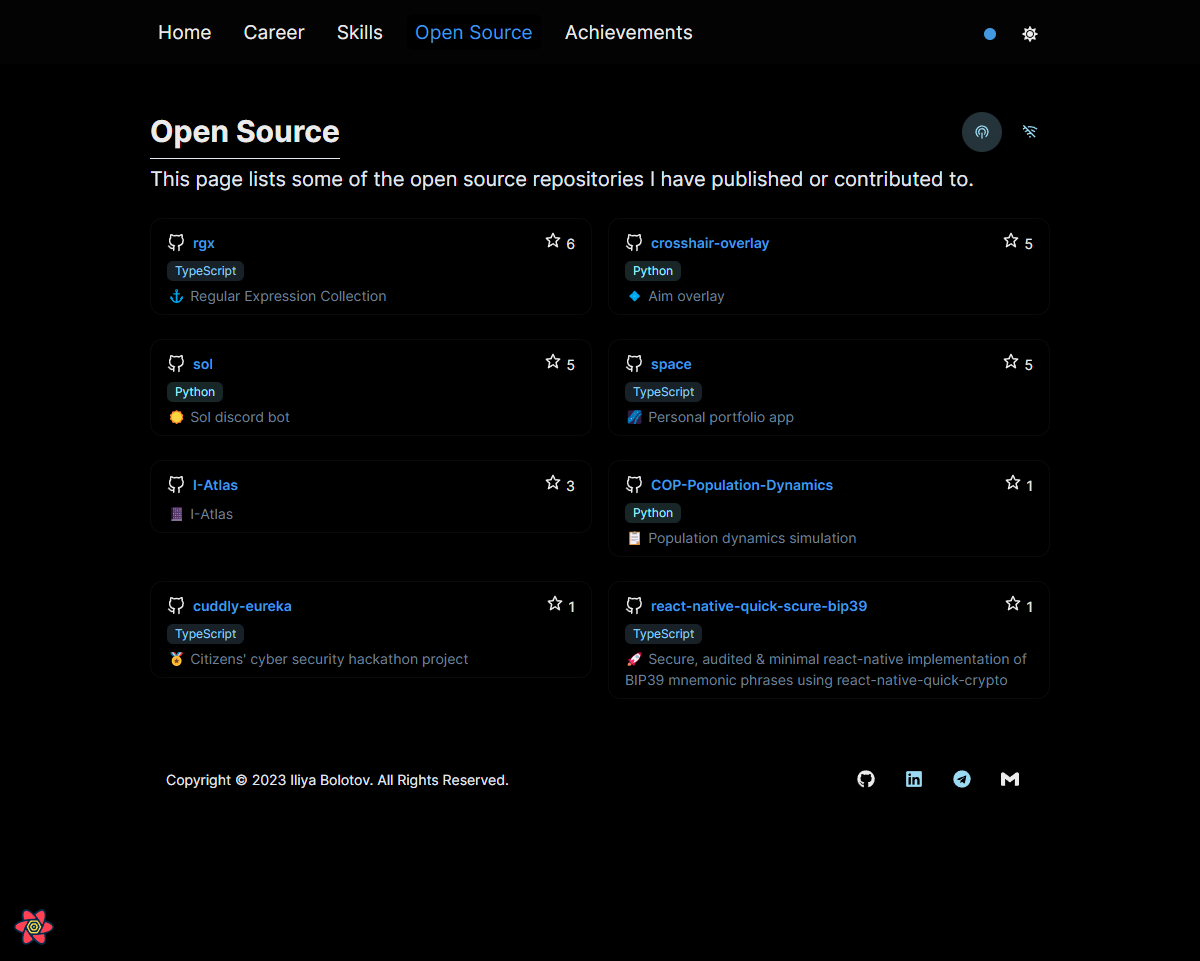 Home Career Skills Open Source Achievements
Open Source
This page lists some of the open source repositories I have published or contributed to.
rgx 6
TypeScript
Regular Expression Collection
crosshair-overlay 5
Python
Aim overlay
sol 5
Python
Sol discord bot
space 5
TypeScript
Personal portfolio app
I-Atlas 3
I-Atlas
COP-Population-Dynamics 1
Python
Population dynamics simulation
cuddly-eureka 1
TypeScript
Citizens' cyber security hackathon project
react-native-quick-scure-bip39 1
TypeScript
Secure, audited & minimal react-native implementation of
BIP39 mnemonic phrases using react-native-quick-crypto
Copyright © 2023 Iliya Bolotov. All Rights Reserved.